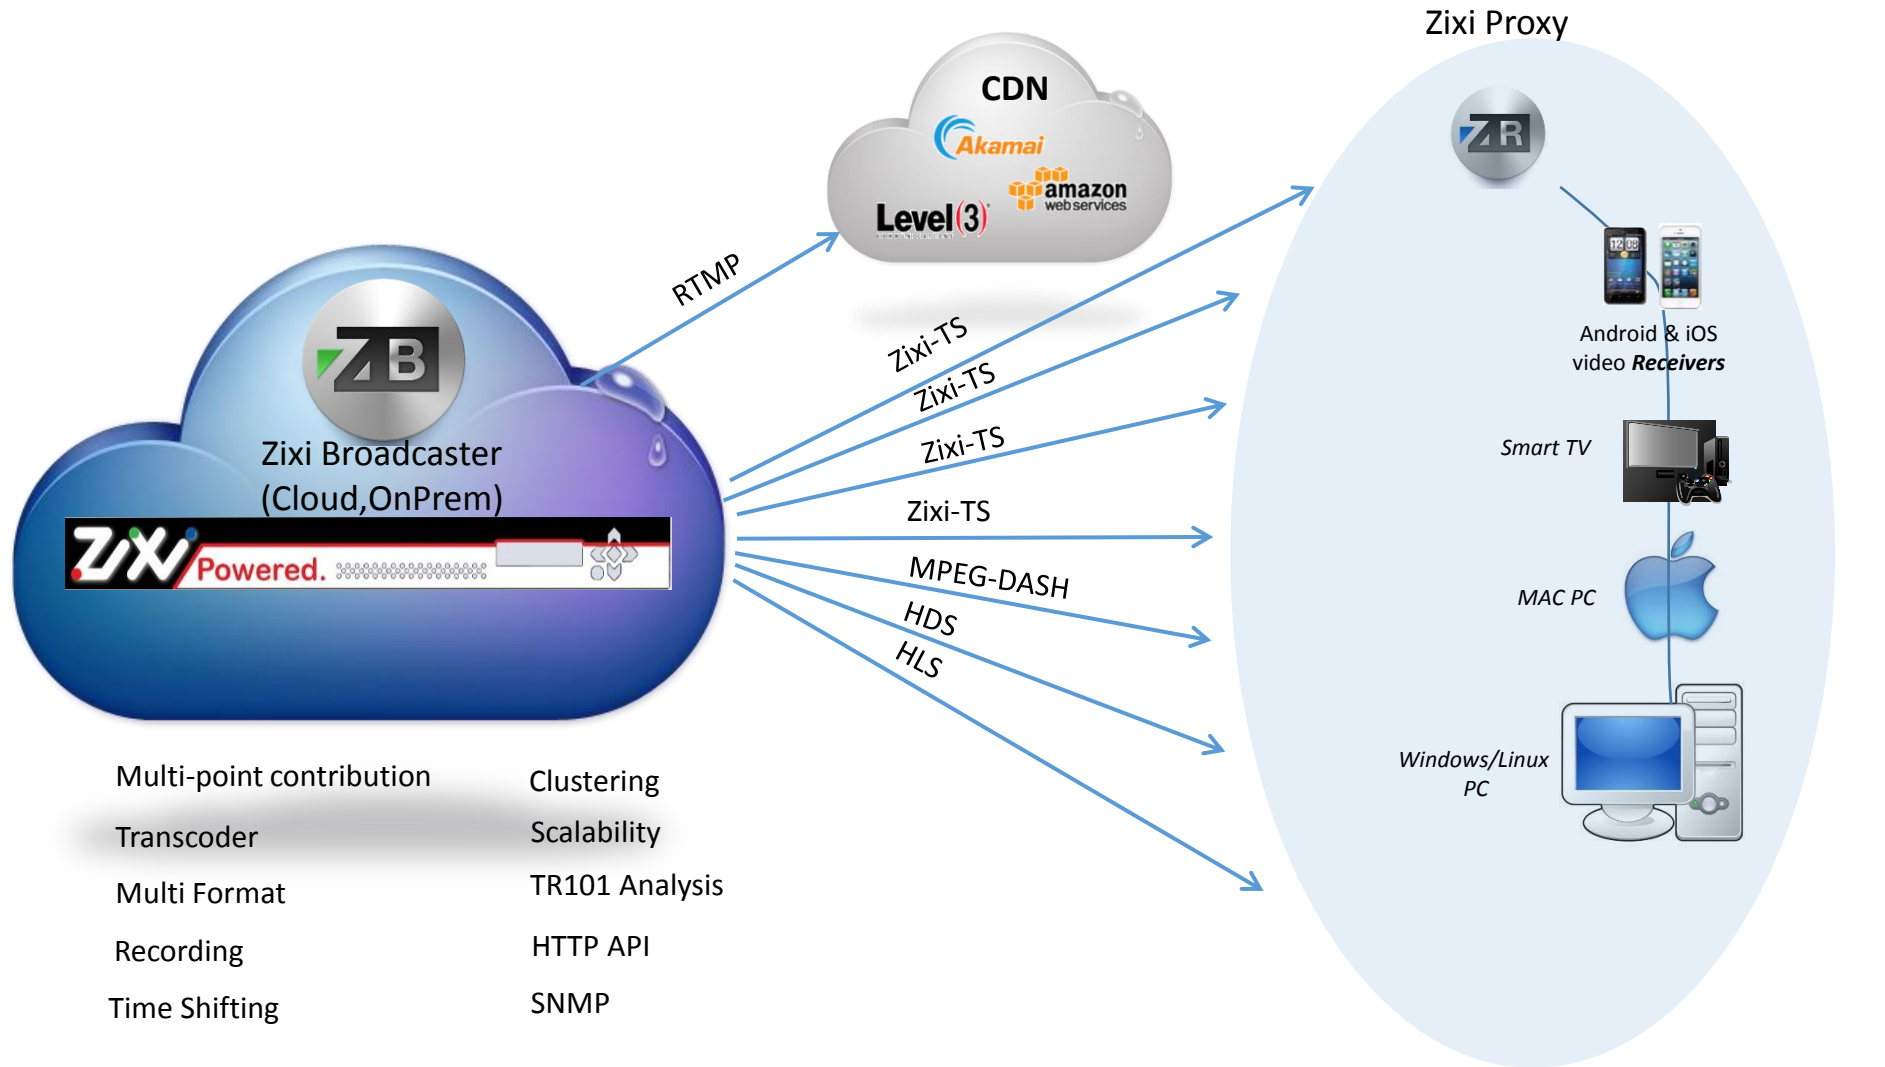 Zixi Proxy
CDN
Akamai
amazon
web services
Level(3)
ZR
12 08
RTMP
ZB
Zixi Broadcaster
(Cloud,OnPrem)
ZiXi
Powered.
Zixi-TS
Zixi-TS
Zixi-TS
Zixi-TS
MPEG-DASH
HDS
HLS
Android & iOS
video Receivers
Smart TV
MAC PC
Windows/Linux
PC
Multi-point contribution
Transcoder
Multi Format
Recording
Time Shifting
Clustering
Scalability
TR101 Analysis
HTTP API
SNMP